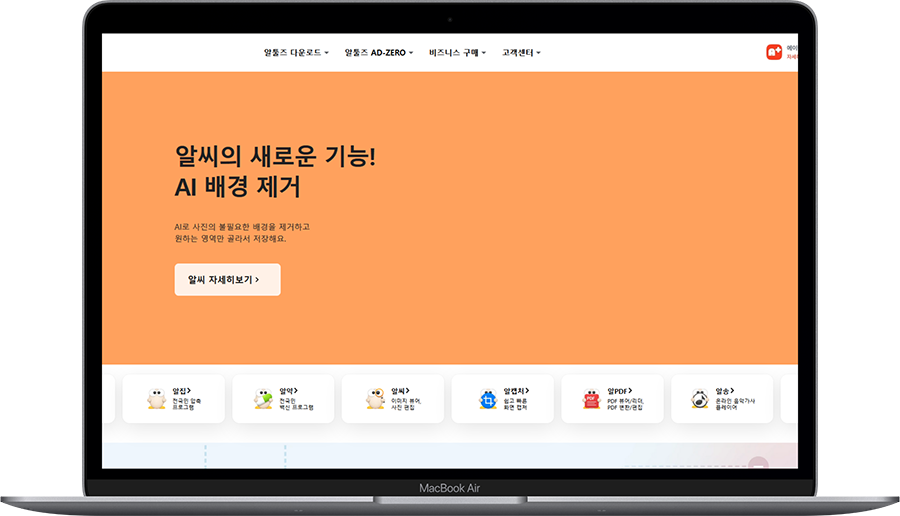 알툴즈 다운로드
알툴즈 AD-ZERO
비즈니스 구매
고객센터
알씨의 새로운 기능!
AI 배경 제거
AI로 사진의 불필요한 배경을 제거하고
원하는 영역만 골라서 저장해요.
알씨 자세히보기 >
알집 >
전국민 압축
프로그램
알약 >
전국민
백신 프로그램
알씨 >
이미지 뷰어,
사진 편집
알캡처 >
쉽고 빠른
화면 캡처
알PDF >
PDF 뷰어/리더,
PDF 변환/편집
PDF
알송 >
온라인 음악가사
플레이어
MacBook Air